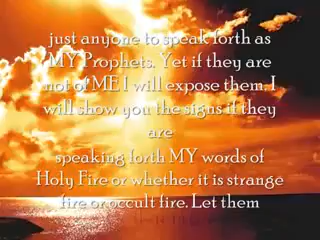 just anyone to speak forth as
MY Prophets. Yet if they are
not of ME I will expose them. I
will show you the signs if they
are
speaking forth MY words of
Holy Fire or whether it is strange
fire or occult fire. Let them